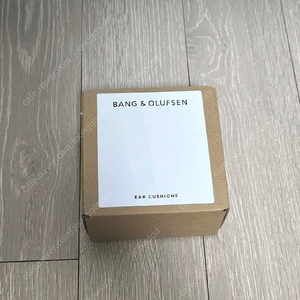 BANG & OLUFSEN
EAR CUSHIONS